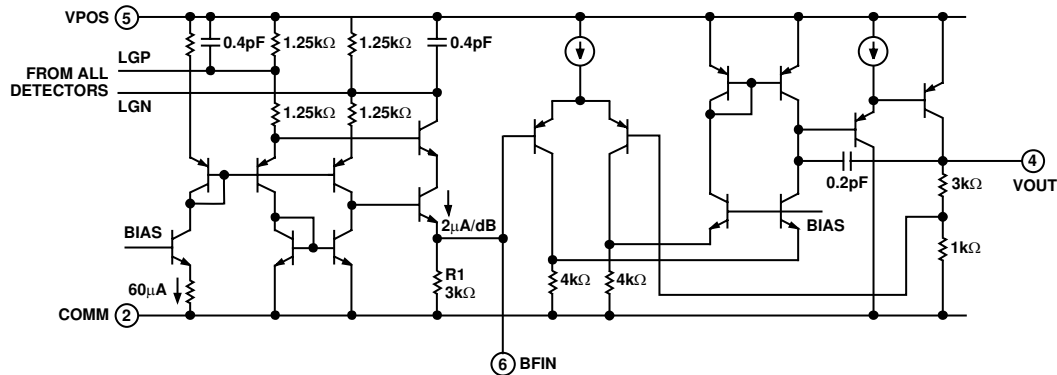 VPOS 5
0.4pF
1.25kΩ
1.25kΩ
0.4pF
LGP
FROM ALL
DETECTORS
LGN
1.25kΩ
1.25kΩ
BIAS
60μA
COMM 2
2μA/dB
R1
3kΩ
6 BFIN
4kΩ
4kΩ
BIAS
0.2pF
4
VOUT
3kΩ
1kΩ